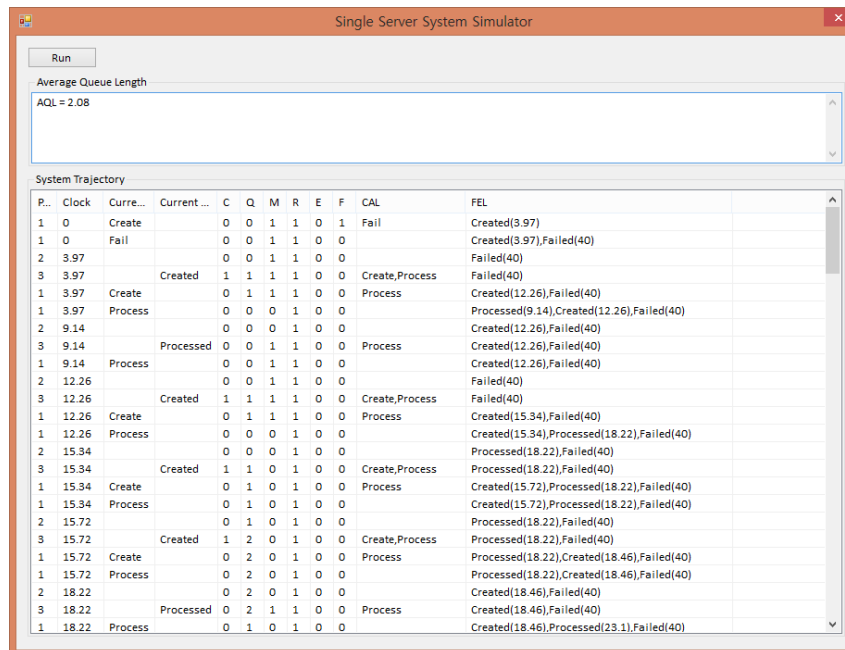 Single Server System Simulator
Run
Average Queue Length
AQL = 2.08
System Trajectory
P... Clock Curre... Current ... C Q M R E F CAL FEL
1 0 Create 0 0 1 1 0 1 Fail Created(3.97)
1 0 Fail 0 0 1 1 0 0 Created(3.97),Failed(40)
2 3.97 0 0 1 1 0 0 Failed(40)
3 3.97 Created 1 1 1 1 0 0 Create,Process Failed(40)
1 3.97 Create 0 1 1 1 0 0 Process Created(12.26),Failed(40)
1 3.97 Process 0 0 0 1 0 0 Processed(9.14),Created(12.26),Failed(40)
2 9.14 0 0 0 1 0 0 Created(12.26),Failed(40)
3 9.14 Processed 0 0 1 1 0 0 Process Created(12.26),Failed(40)
1 9.14 Process 0 0 1 1 0 0 Created(12.26),Failed(40)
2 12.26 0 0 1 1 0 0 Failed(40)
3 12.26 Created 1 1 1 1 0 0 Create,Process Failed(40)
1 12.26 Create 0 1 1 1 0 0 Process Created(15.34),Failed(40)
1 12.26 Process 0 0 0 1 0 0 Created(15.34),Processed(18.22),Failed(40)
2 15.34 0 0 0 1 0 0 Processed(18.22),Failed(40)
3 15.34 Created 1 1 0 1 0 0 Create,Process Processed(18.22),Failed(40)
1 15.34 Create 0 1 0 1 0 0 Process Created(15.72),Processed(18.22),Failed(40)
1 15.34 Process 0 1 0 1 0 0 Created(15.72),Processed(18.22),Failed(40)
2 15.72 0 1 0 1 0 0 Processed(18.22),Failed(40)
3 15.72 Created 1 2 0 1 0 0 Create,Process Processed(18.22),Failed(40)
1 15.72 Create 0 2 0 1 0 0 Process Processed(18.22),Created(18.46),Failed(40)
1 15.72 Process 0 2 0 1 0 0 Processed(18.22),Created(18.46),Failed(40)
2 18.22 0 2 0 1 0 0 Created(18.46),Failed(40)
3 18.22 Processed 0 2 1 1 0 0 Process Created(18.46),Failed(40)
1 18.22 Process 0 1 0 1 0 0 Created(18.46),Processed(23.1),Failed(40)